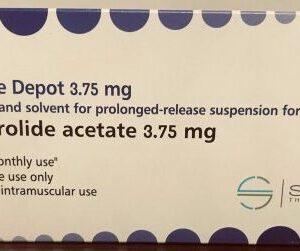 e Depot 3.75 mg
and solvent for prolonged-release suspension for
rolide acetate 3.75 mg
onthly use"
e use only
intramuscular use
S
TH